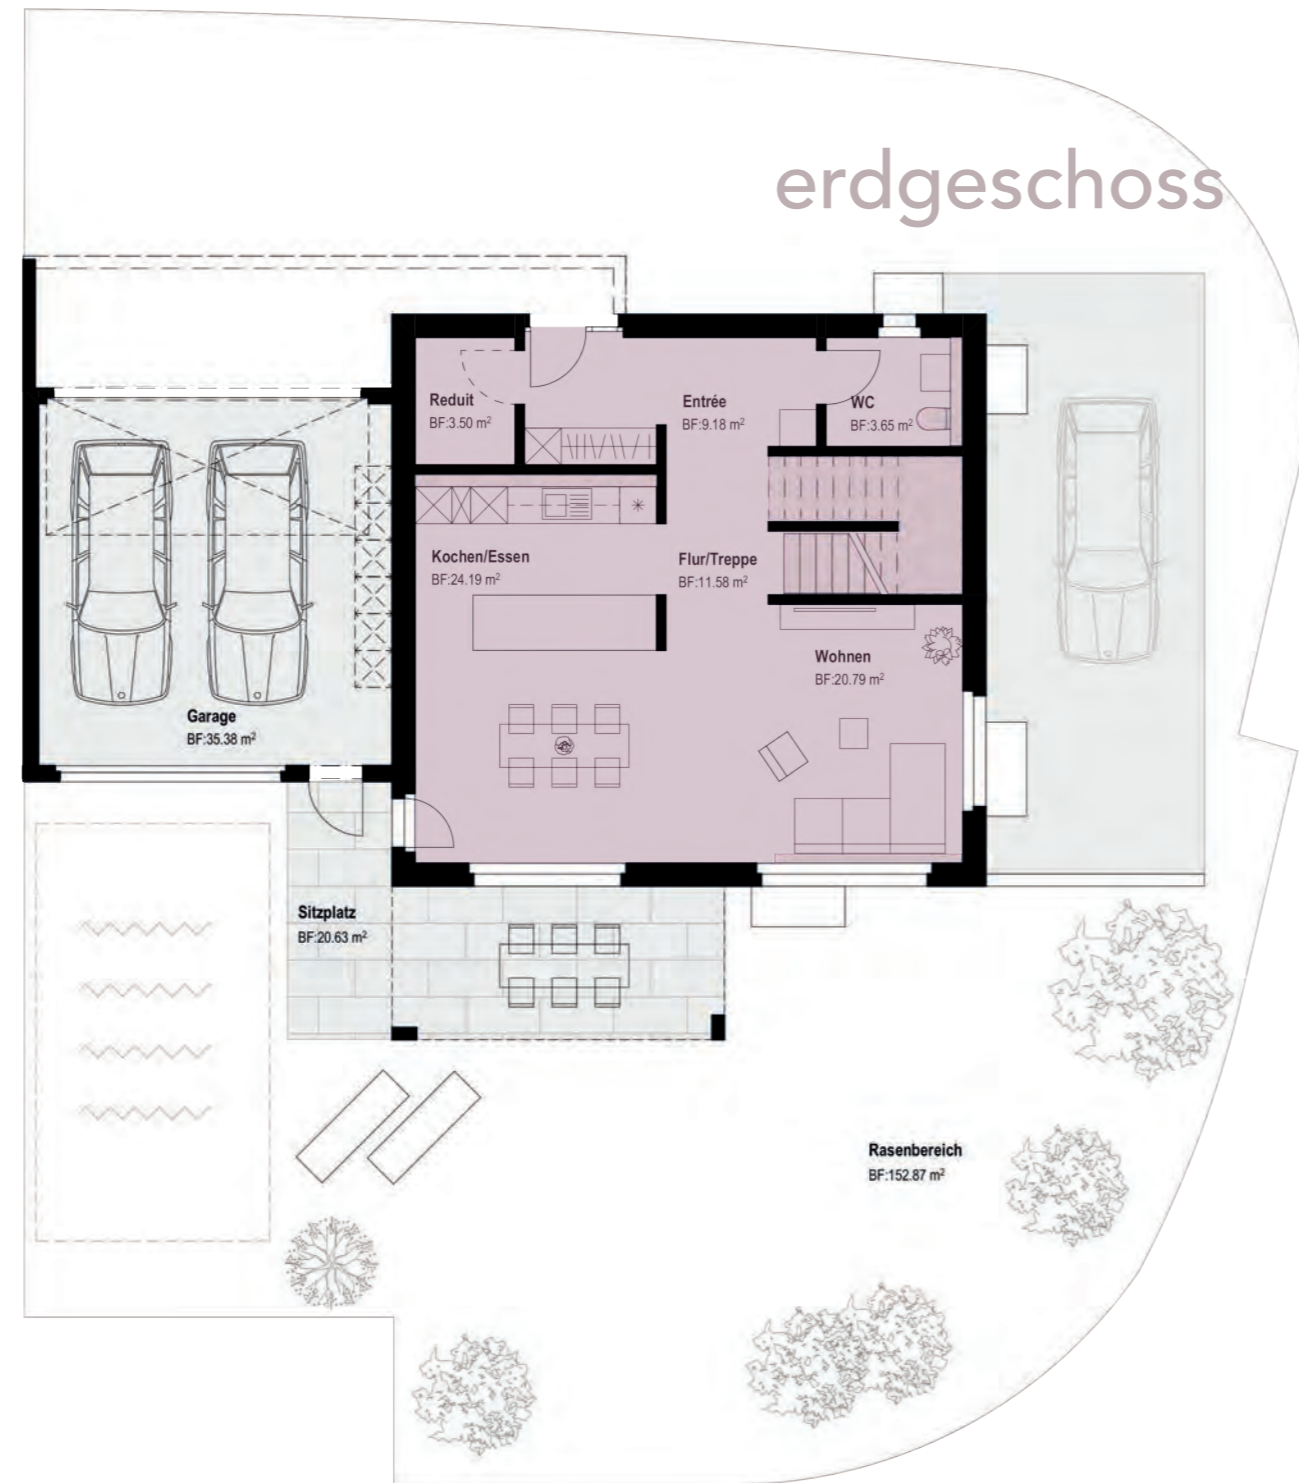 erdgeschoss
Reduit
BF:3.50 m²
Entrée
BF:9.18 m²
WC
BF:3.65 m²
Kochen/Essen
BF:24.19 m²
Flur/Treppe
BF:11.58 m²
Wohnen
BF:20.79 m²
Garage
BF:35.38 m²
Sitzplatz
BF:20.63 m²
Rasenbereich
BF:152.87 m²